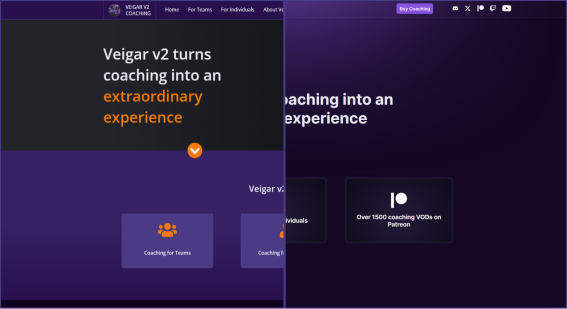 VEIGAR V2
COACHING
Home
For Teams
For Individuals
About Ve
Buy Coaching
Veigar v2 turns
coaching into an
extraordinary
experience
oaching into an
experience
Veigar v2
Coaching for Teams
Coaching f
ividuals
Over 1500 coaching VODs on
Patreon